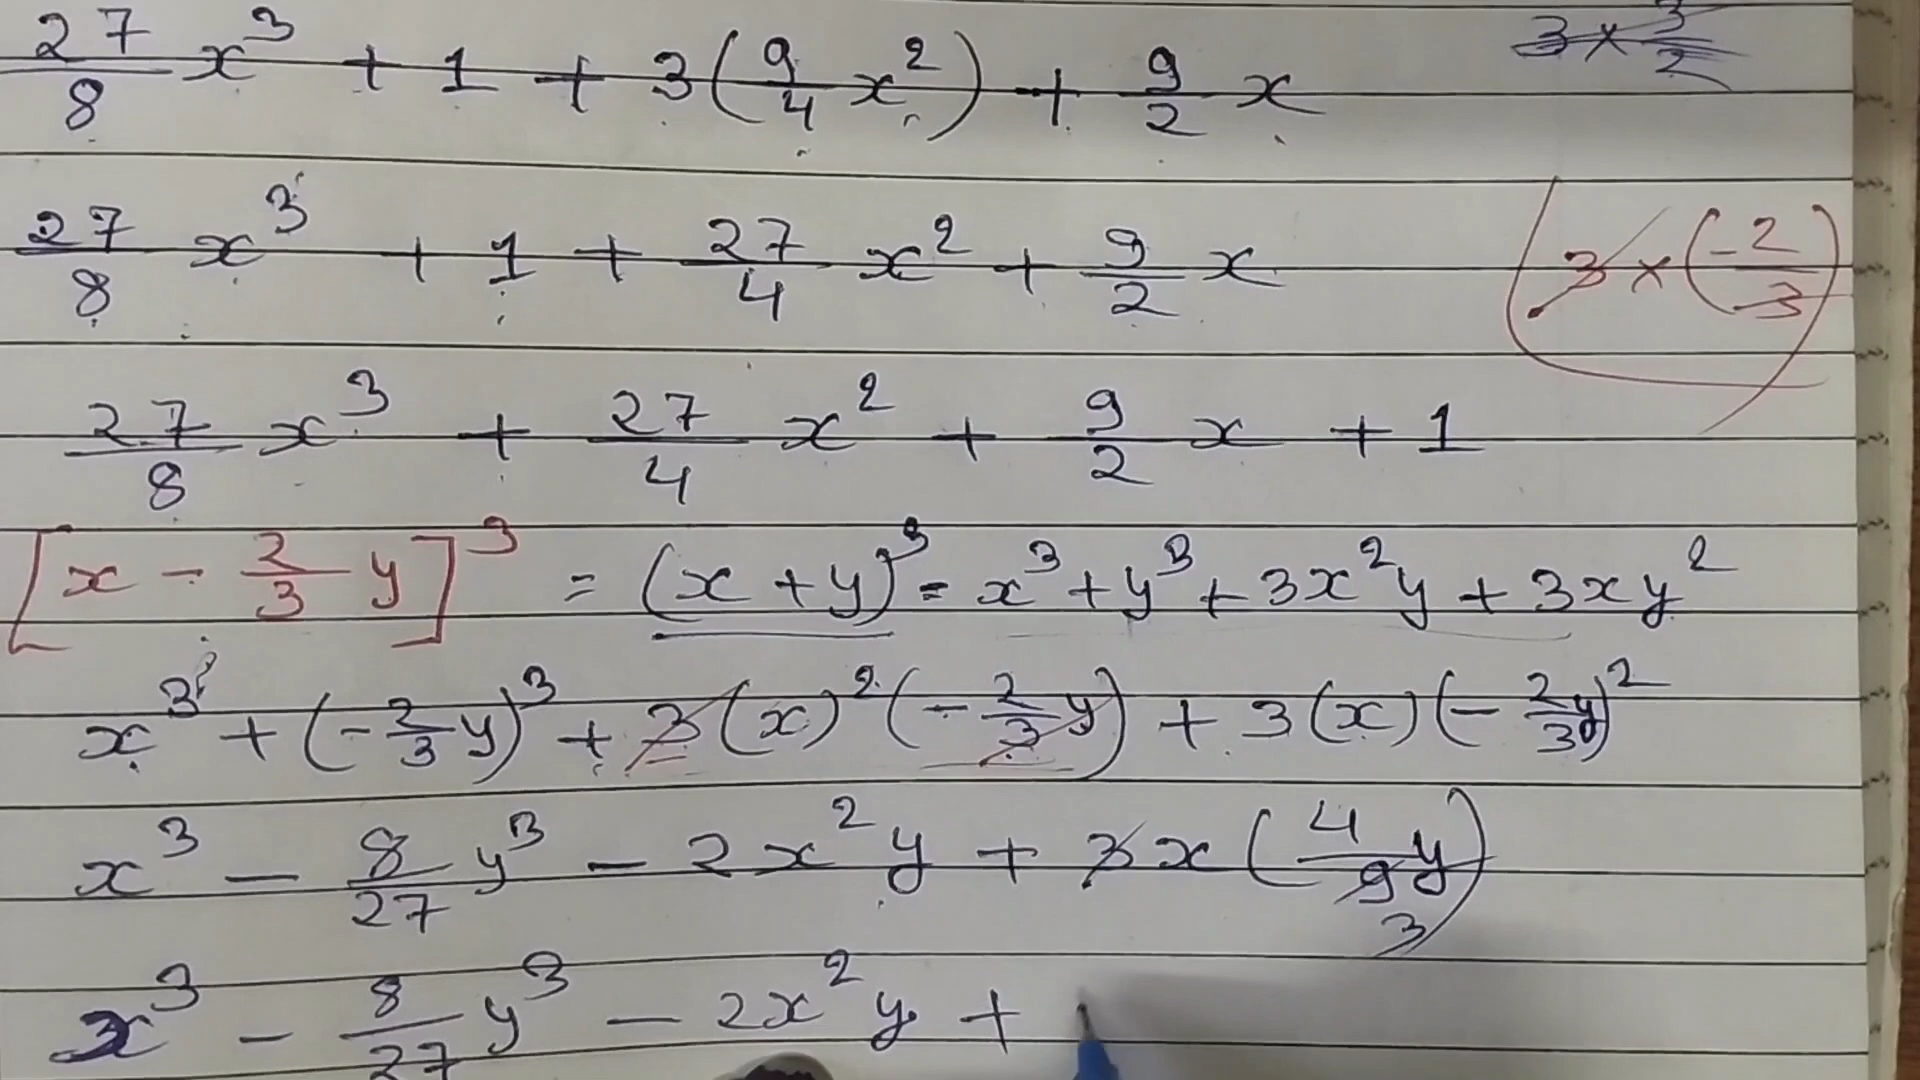 27/8 x³ + 1 + 3(9/4 x²) + 9/2 x
3 × 3/2
27/8 x³ + 1 + 27/4 x² + 9/2 x
3 × (-2/3)
27/8 x³ + 27/4 x² + 9/2 x + 1
[x - 2/3 y]³ = (x + y)³ = x³ + y³ + 3x²y + 3xy²
x³ + (-2/3 y)³ + 3(x)²(-2/3 y) + 3(x)(-2/3 y)²
x³ - 8/27 y³ - 2x²y + 3x(4/9 y)
3
x³ - 8/27 y³ - 2x²y +